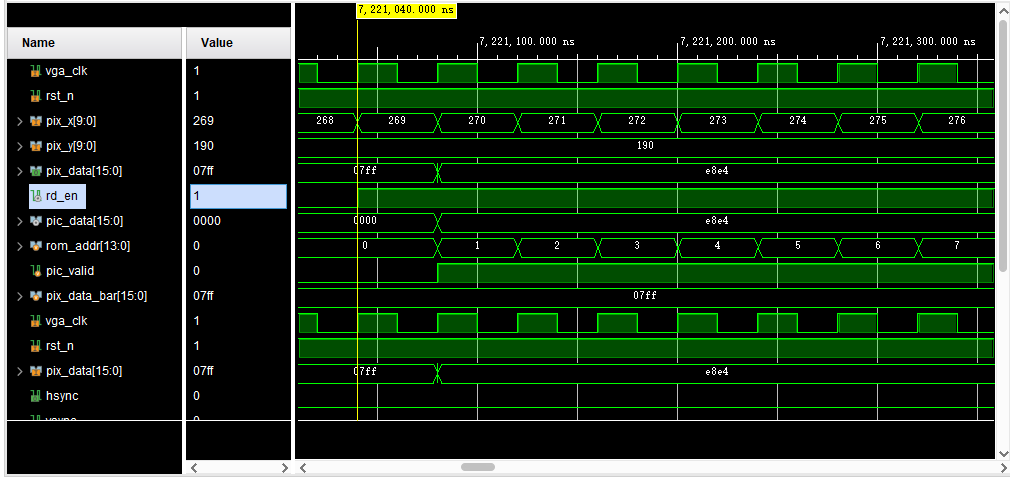 7,221,040.000 ns
Name Value
7,221,100.000 ns 7,221,200.000 ns 7,221,300.000 ns
vga_clk 1
rst_n 1
pix_x[9:0] 269 268 269 270 271 272 273 274 275 276
pix_y[9:0] 190 190
pix_data[15:0] 07ff 07ff e8e4
rd_en 1
pic_data[15:0] 0000 0000 e8e4
rom_addr[13:0] 0 0 1 2 3 4 5 6 7
pic_valid 0
pix_data_bar[15:0] 07ff 07ff
vga_clk 1
rst_n 1
pix_data[15:0] 07ff 07ff e8e4
hsync 0